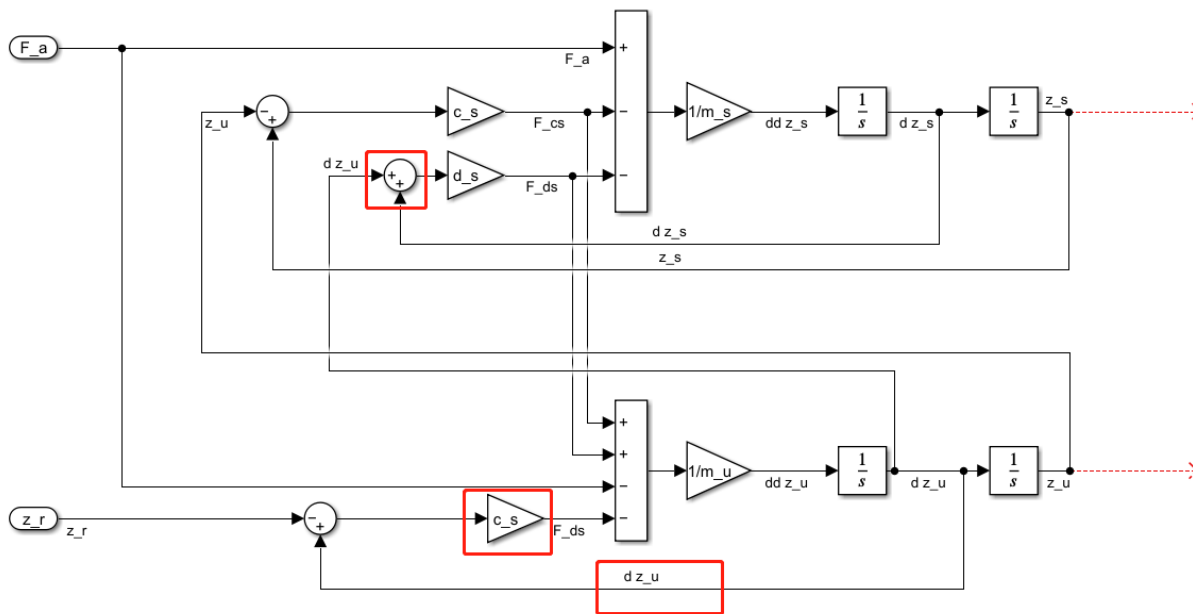 F_a
F_a
+
z_u
−
+
c_s
F_cs
−
1/m_s
dd z_s
1
s
d z_s
1
s
z_s
d z_u
+
+
d_s
F_ds
−
d z_s
z_s
+
+
1/m_u
dd z_u
1
s
d z_u
1
s
z_u
−
z_r
z_r
−
+
c_s
F_ds
−
d z_u